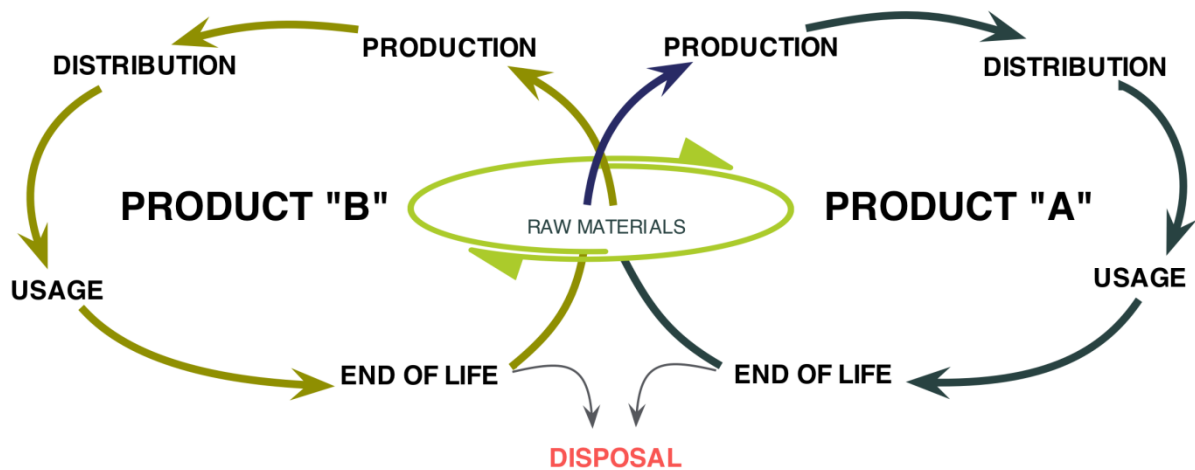 PRODUCTION
PRODUCTION
DISTRIBUTION
DISTRIBUTION
PRODUCT "B"
PRODUCT "A"
RAW MATERIALS
USAGE
USAGE
END OF LIFE
END OF LIFE
DISPOSAL